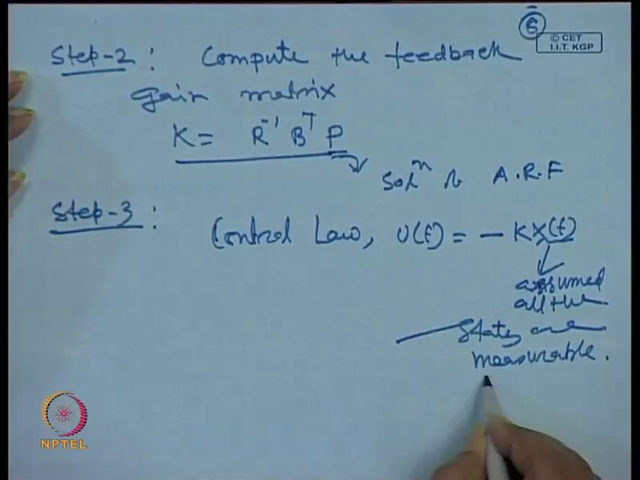 6
© CET
I.I.T. KGP
Step-2: Compute the feedback
gain matrix
K = R⁻¹ Bᵀ P
Solⁿ of A.R.E
Step-3: Control Law, U(t) = - KX(t)
assumed
all the
States are
measurable.
NPTEL